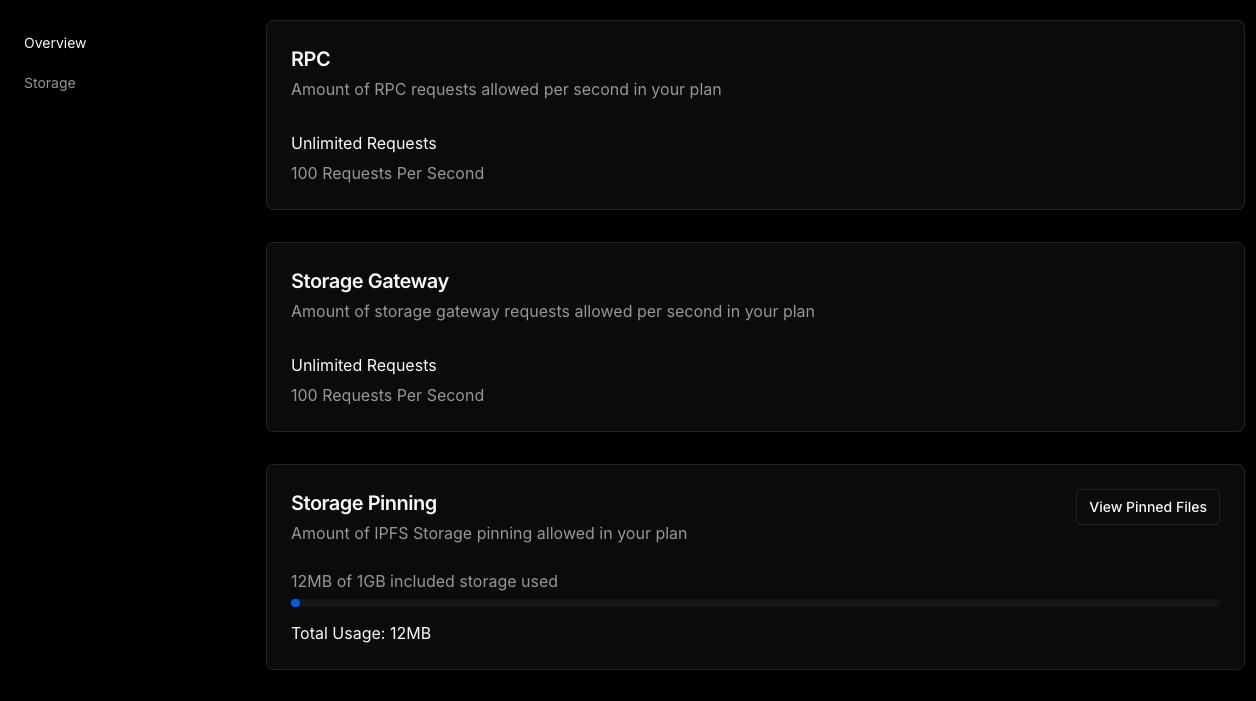 Overview
Storage
RPC
Amount of RPC requests allowed per second in your plan
Unlimited Requests
100 Requests Per Second
Storage Gateway
Amount of storage gateway requests allowed per second in your plan
Unlimited Requests
100 Requests Per Second
Storage Pinning
View Pinned Files
Amount of IPFS Storage pinning allowed in your plan
12MB of 1GB included storage used
Total Usage: 12MB